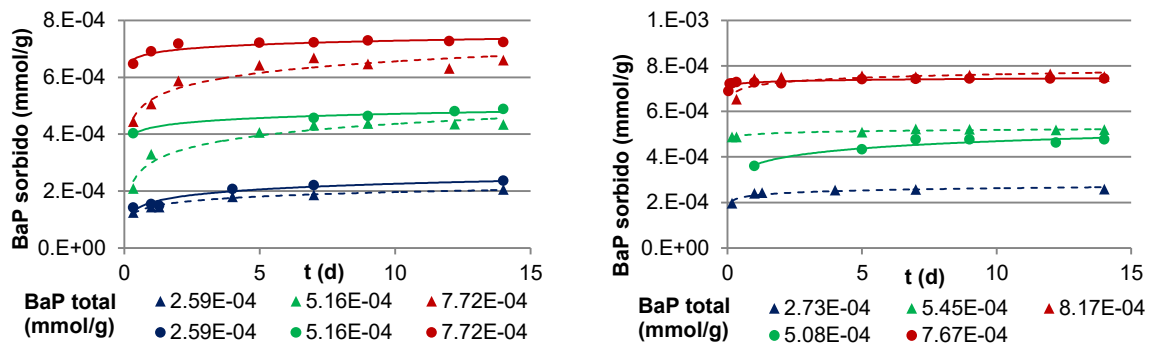 BaP sorbido (mmol/g)
8.E-04
6.E-04
4.E-04
2.E-04
0.E+00
0 5 10 15
t (d)
BaP total
(mmol/g)
2.59E-04 5.16E-04 7.72E-04
2.59E-04 5.16E-04 7.72E-04
BaP sorbido (mmol/g)
1.E-03
8.E-04
6.E-04
4.E-04
2.E-04
0.E+00
0 5 10 15
t (d)
BaP total
(mmol/g)
2.73E-04 5.45E-04 8.17E-04
5.08E-04 7.67E-04